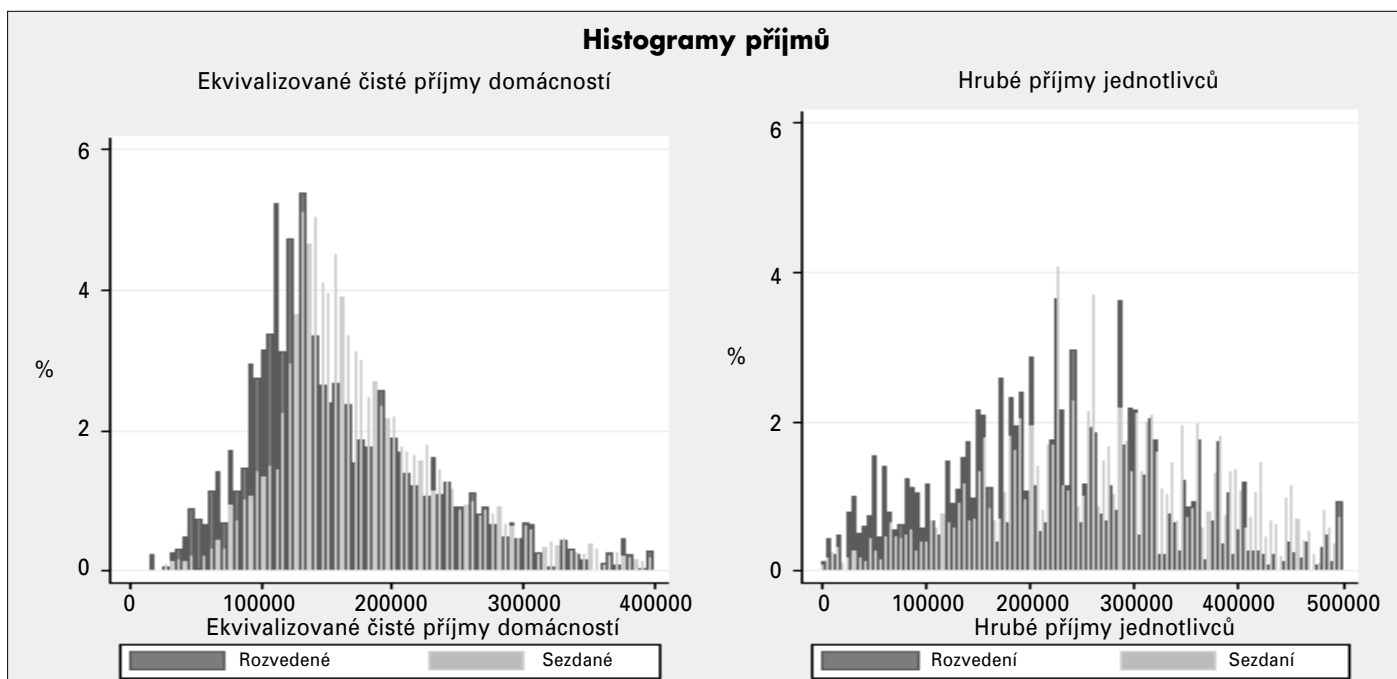 Histogramy příjmů
Ekvivalizované čisté příjmy domácností
6
4
%
2
0
0 100000 200000 300000 400000
Ekvivalizované čisté příjmy domácností
Rozvedené Sezdané
Hrubé příjmy jednotlivců
6
4
%
2
0
0 100000 200000 300000 400000 500000
Hrubé příjmy jednotlivců
Rozvedení Sezdaní